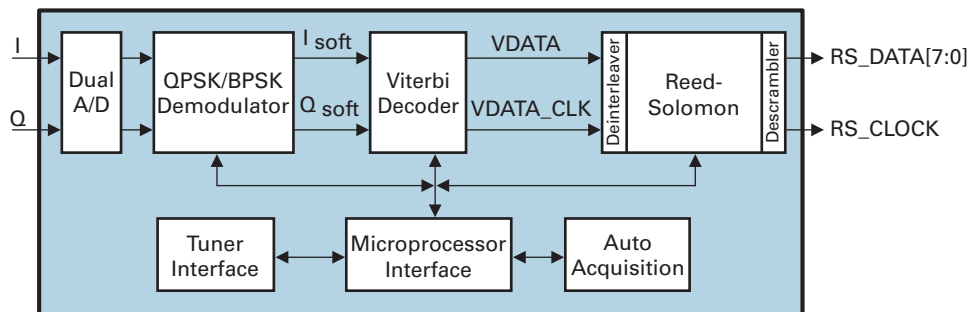 I
Q
Dual
A/D
QPSK/BPSK
Demodulator
I soft
Q soft
Viterbi
Decoder
VDATA
VDATA_CLK
Deinterleaver
Reed-
Solomon
Descrambler
RS_DATA[7:0]
RS_CLOCK
Tuner
Interface
Microprocessor
Interface
Auto
Acquisition